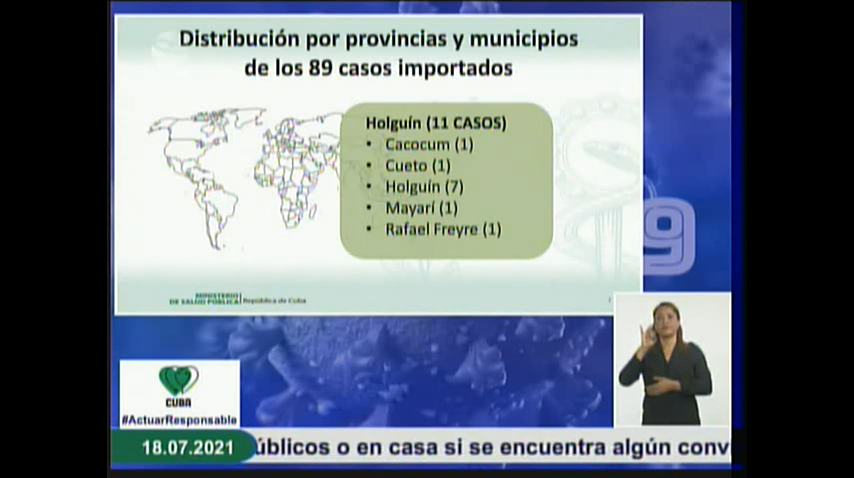 Distribución por provincias y municipios
de los 89 casos importados
Holguín (11 CASOS)
• Cacocum (1)
• Cueto (1)
• Holguín (7)
• Mayarí (1)
• Rafael Freyre (1)
MINISTERIO
DE SALUD PÚBLICA República de Cuba
9
CUBA
#ActuarResponsable
18.07.2021 úblicos o en casa si se encuentra algún conv